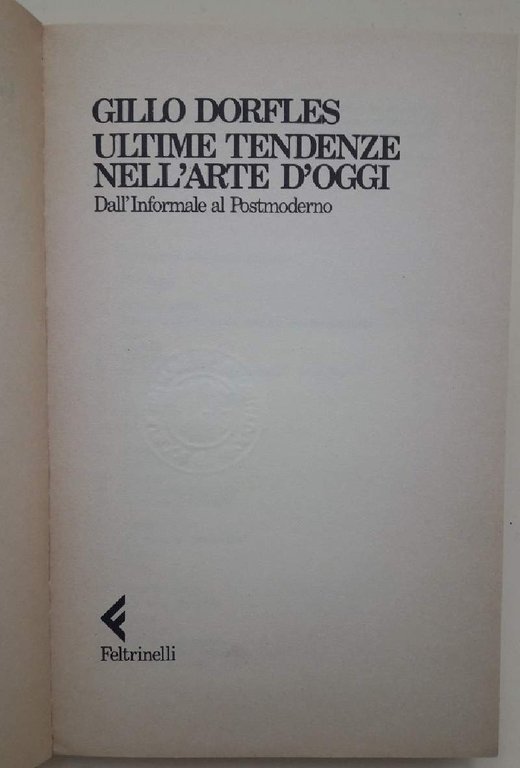 GILLO DORFLES
ULTIME TENDENZE
NELL'ARTE D'OGGI
Dall'Informale al Postmoderno
Feltrinelli